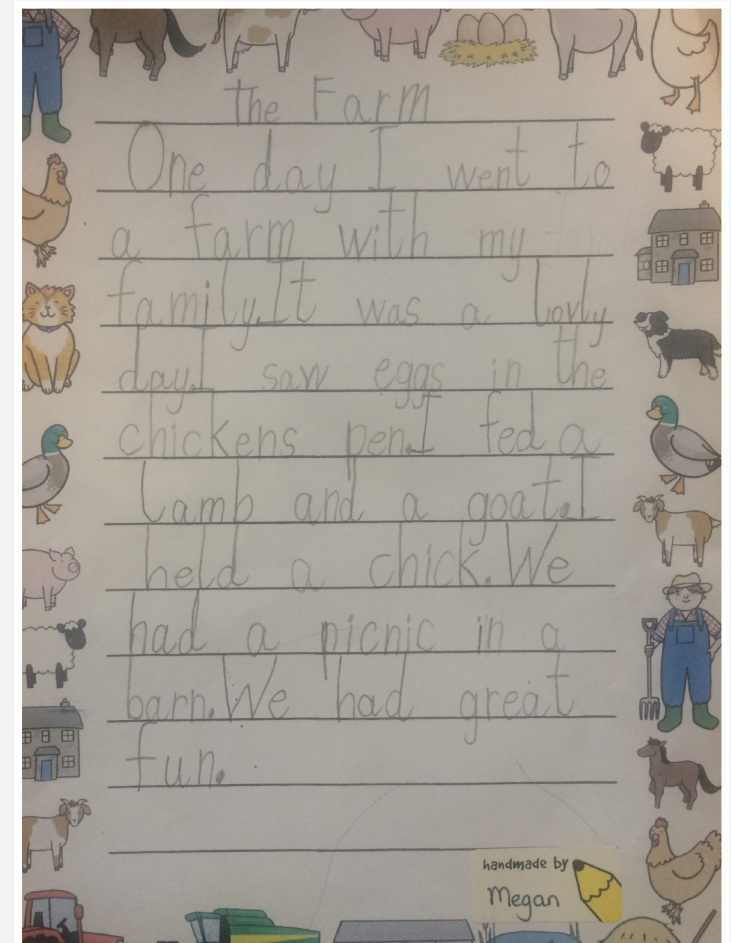 the Farm
One day I went to
a farm with my
family.It was a lovly
day.I saw eggs in the
chickens pen.I fed a
lamb and a goat.I
held a chick.We
had a picnic in a
barn.We had great
fun.
handmade by
Megan